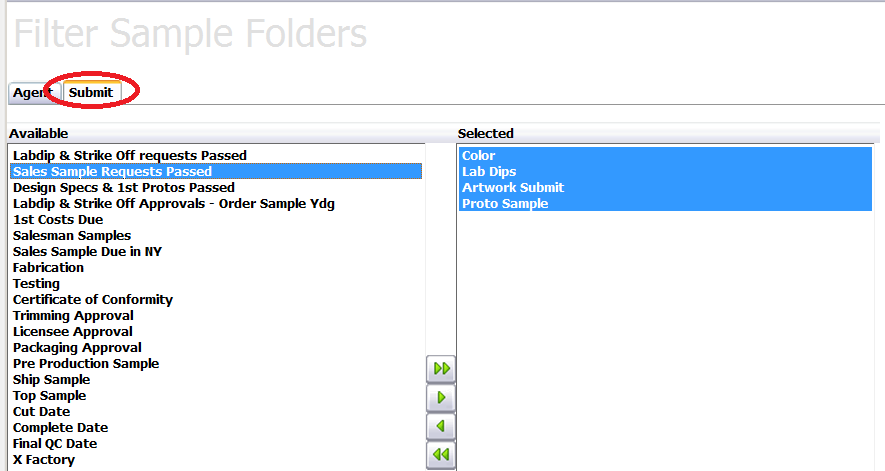 Filter Sample Folders
Agent Submit
Available
Labdip & Strike Off requests Passed
Sales Sample Requests Passed
Design Specs & 1st Protos Passed
Labdip & Strike Off Approvals - Order Sample Ydg
1st Costs Due
Salesman Samples
Sales Sample Due in NY
Fabrication
Testing
Certificate of Conformity
Trimming Approval
Licensee Approval
Packaging Approval
Pre Production Sample
Ship Sample
Top Sample
Cut Date
Complete Date
Final QC Date
X Factory
Selected
Color
Lab Dips
Artwork Submit
Proto Sample